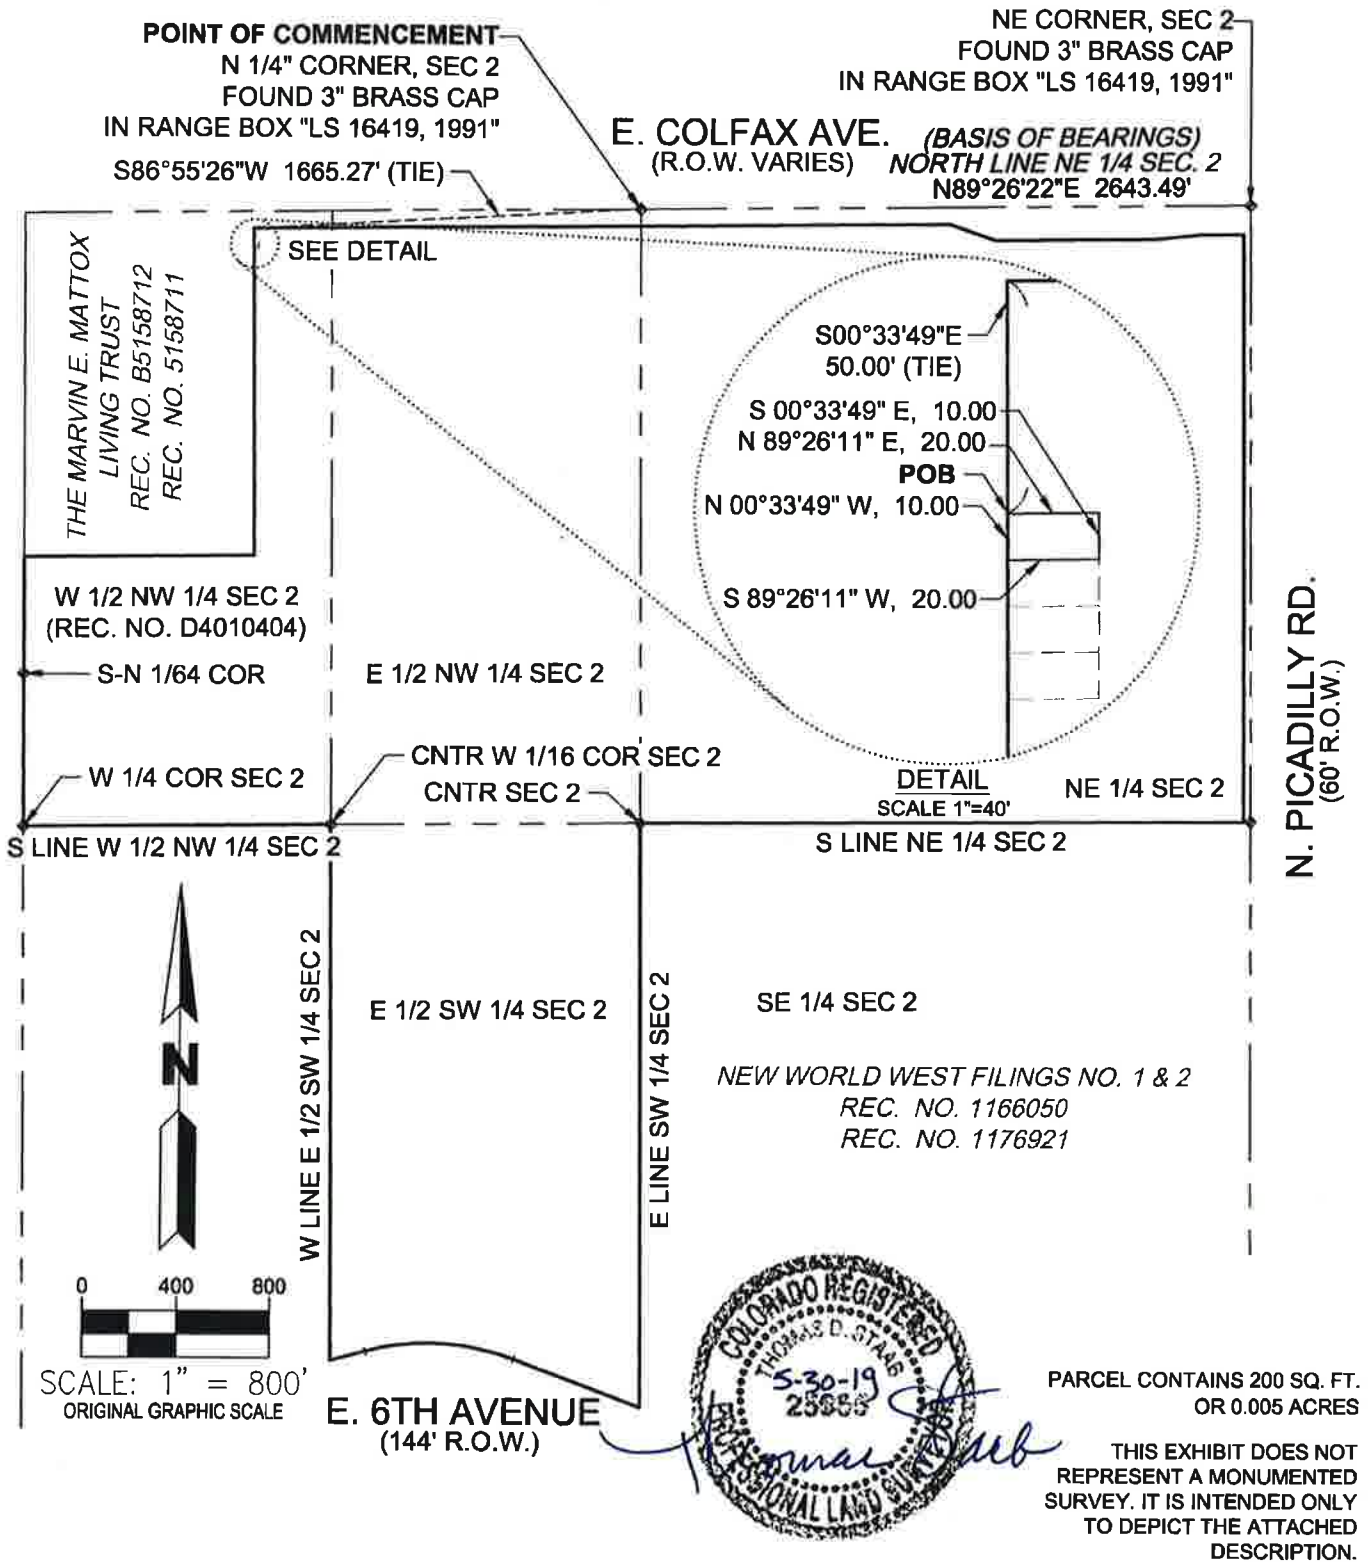 POINT OF COMMENCEMENT
N 1/4" CORNER, SEC 2
FOUND 3" BRASS CAP
IN RANGE BOX "LS 16419, 1991"
S86°55'26"W 1665.27' (TIE)
NE CORNER, SEC 2
FOUND 3" BRASS CAP
IN RANGE BOX "LS 16419, 1991"
E. COLFAX AVE.
(R.O.W. VARIES)
(BASIS OF BEARINGS)
NORTH LINE NE 1/4 SEC. 2
N89°26'22"E 2643.49'
SEE DETAIL
THE MARVIN E. MATTOX
LIVING TRUST
REC. NO. B5158712
REC. NO. 5158711
S00°33'49"E
50.00' (TIE)
S 00°33'49" E, 10.00
N 89°26'11" E, 20.00
POB
N 00°33'49" W, 10.00
S 89°26'11" W, 20.00
DETAIL
SCALE 1"=40'
W 1/2 NW 1/4 SEC 2
(REC. NO. D4010404)
S-N 1/64 COR
E 1/2 NW 1/4 SEC 2
W 1/4 COR SEC 2
CNTR W 1/16 COR SEC 2
CNTR SEC 2
NE 1/4 SEC 2
N. PICADILLY RD.
(60' R.O.W.)
S LINE W 1/2 NW 1/4 SEC 2
S LINE NE 1/4 SEC 2
W LINE E 1/2 SW 1/4 SEC 2
E 1/2 SW 1/4 SEC 2
E LINE SW 1/4 SEC 2
SE 1/4 SEC 2
NEW WORLD WEST FILINGS NO. 1 & 2
REC. NO. 1166050
REC. NO. 1176921
N
0 400 800
SCALE: 1" = 800'
ORIGINAL GRAPHIC SCALE
E. 6TH AVENUE
(144' R.O.W.)
COLORADO REGISTERED
THOMAS D. STAAB
5-30-19
PROFESSIONAL LAND SURVEYOR
Thomas Staab
PARCEL CONTAINS 200 SQ. FT.
OR 0.005 ACRES
THIS EXHIBIT DOES NOT
REPRESENT A MONUMENTED
SURVEY. IT IS INTENDED ONLY
TO DEPICT THE ATTACHED
DESCRIPTION.